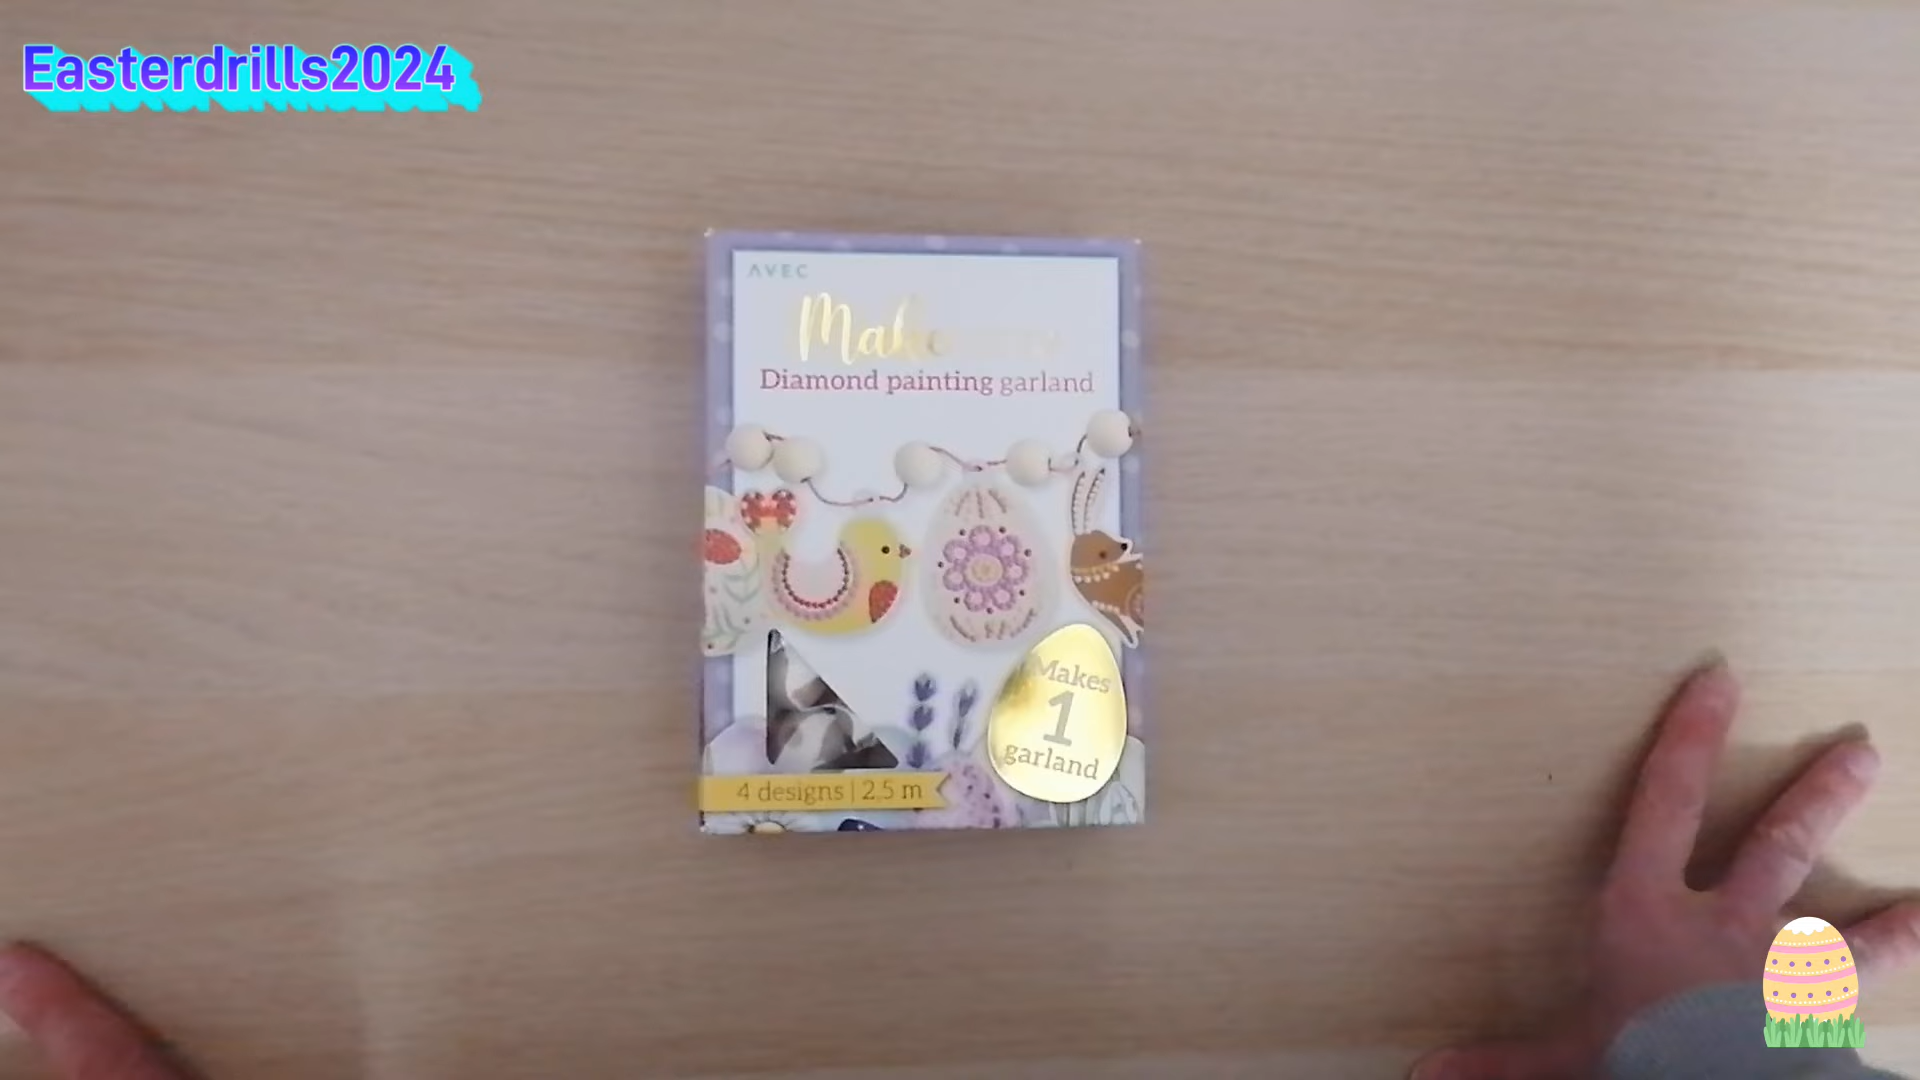 Easterdrills2024
AVEC
Diamond painting garland
Makes
1
garland
4 designs | 2.5 m